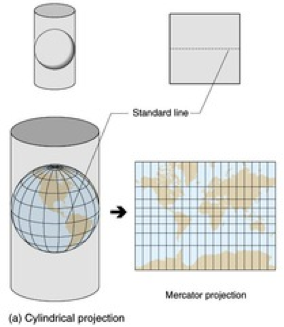 Standard line
Mercator projection
(a) Cylindrical projection